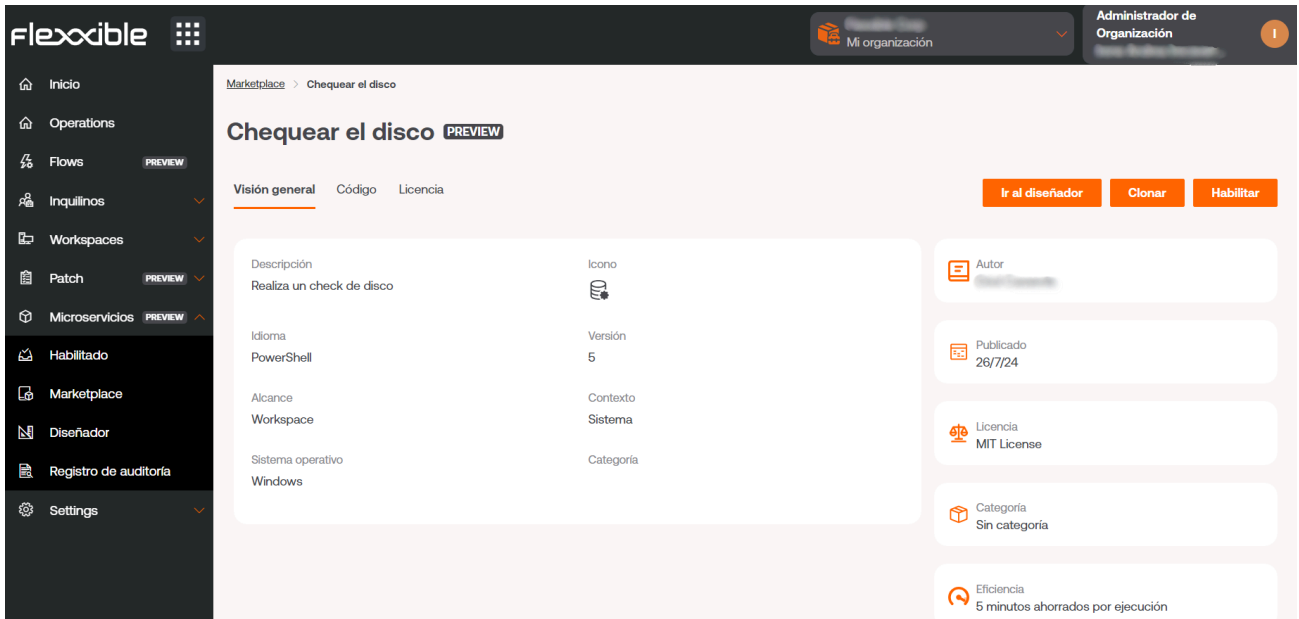 Flexxible
Mi organización
Administrador de
Organización
I
Inicio
Operations
Flows PREVIEW
Inquilinos
Workspaces
Patch PREVIEW
Microservicios PREVIEW
Habilitado
Marketplace
Diseñador
Registro de auditoría
Settings
Marketplace > Chequear el disco
Chequear el disco PREVIEW
Visión general Código Licencia
Ir al diseñador Clonar Habilitar
Descripción Icono
Realiza un check de disco
Idioma Versión
PowerShell 5
Alcance Contexto
Workspace Sistema
Sistema operativo Categoría
Windows
Autor
Publicado
26/7/24
Licencia
MIT License
Categoría
Sin categoría
Eficiencia
5 minutos ahorrados por ejecución